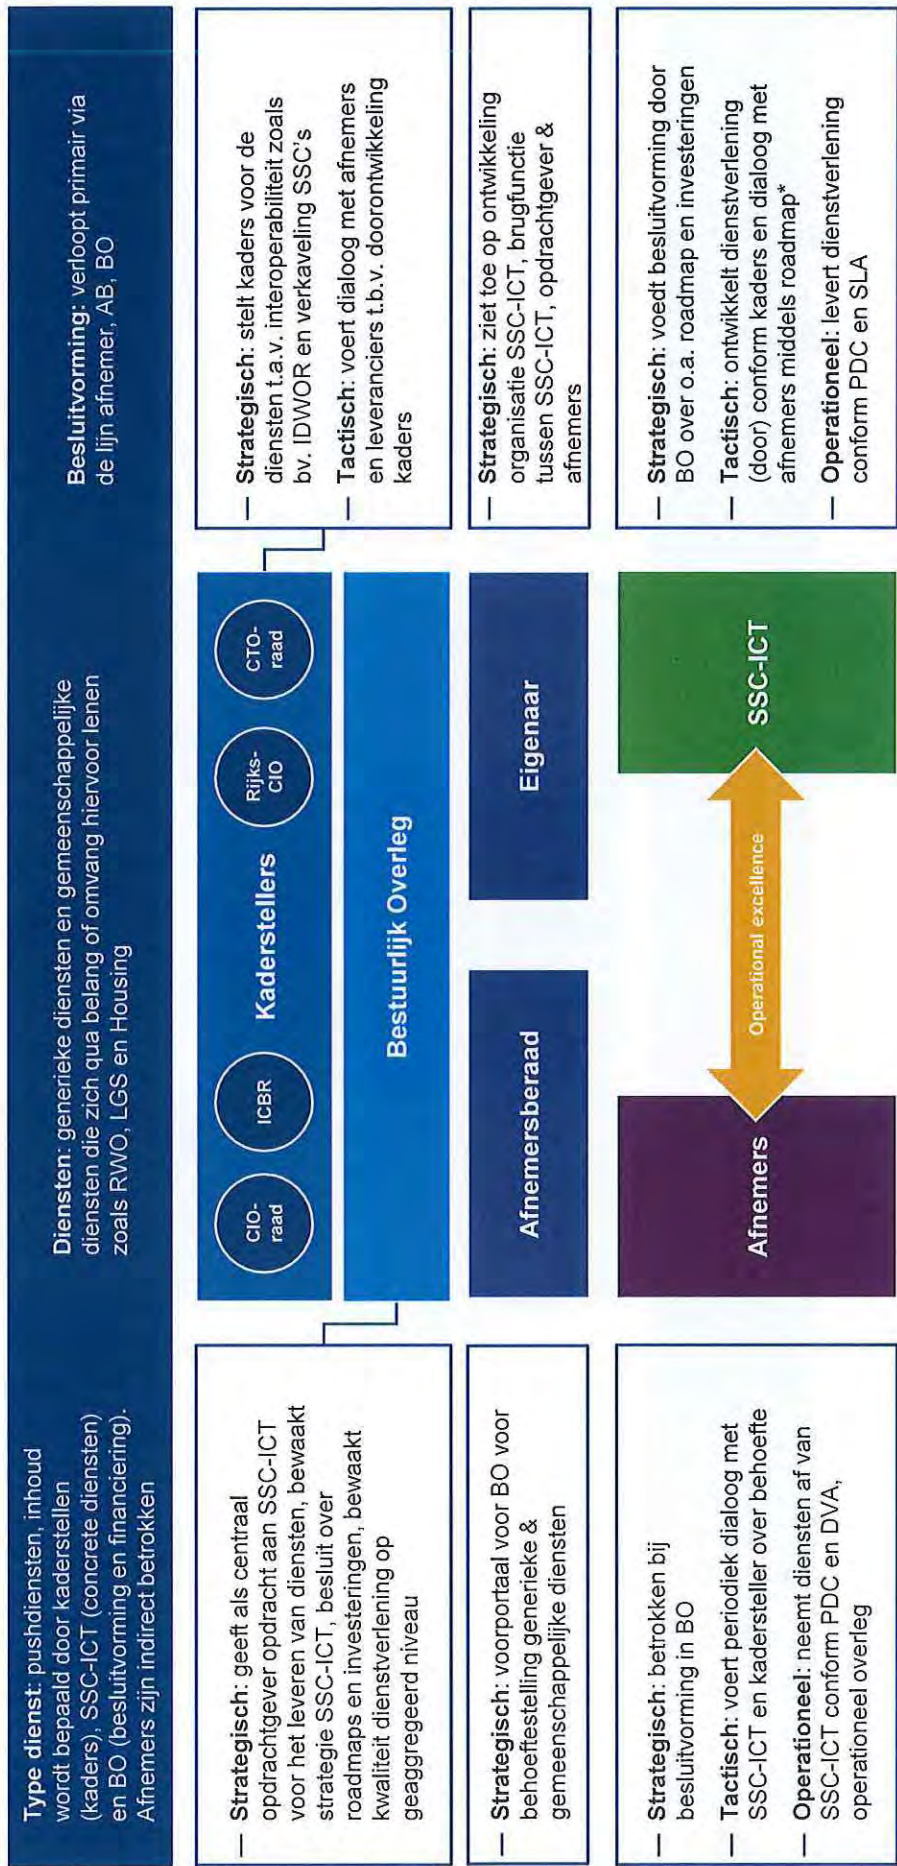 Type dienst: pushdiensten, inhoud
wordt bepaald door kaderstellen
(kaders), SSC-ICT (concrete diensten)
en BO (besluitvorming en financiering).
Afnemers zijn indirect betrokken
Diensten: generieke diensten en gemeenschappelijke
diensten die zich qua belang of omvang hiervoor lenen
zoals RWO, LGS en Housing
Besluitvorming: verloopt primair via
de lijn afnemer, AB, BO
— Strategisch: geeft als centraal
opdrachtgever opdracht aan SSC-ICT
voor het leveren van diensten, bewaakt
strategie SSC-ICT, besluit over
roadmaps en investeringen, bewaakt
kwaliteit dienstverlening op
geaggregeerd niveau
CIO-
raad
ICBR
Kaderstellers
Rijks-
CIO
CTO-
raad
Bestuurlijk Overleg
— Strategisch: stelt kaders voor de
diensten t.a.v. interoperabiliteit zoals
bv. IDWOR en verkaveling SSC's
— Tactisch: voert dialoog met afnemers
en leveranciers t.b.v. doorontwikkeling
kaders
— Strategisch: voorportaal voor BO voor
behoeftestelling generieke &
gemeenschappelijke diensten
Afnemersberaad
Eigenaar
— Strategisch: ziet toe op ontwikkeling
organisatie SSC-ICT, brugfunctie
tussen SSC-ICT, opdrachtgever &
afnemers
— Strategisch: betrokken bij
besluitvorming in BO
— Tactisch: voert periodiek dialoog met
SSC-ICT en kadersteller over behoefte
— Operationeel: neemt diensten af van
SSC-ICT conform PDC en DVA,
operationeel overleg
Afnemers
Operational excellence
SSC-ICT
— Strategisch: voedt besluitvorming door
BO over o.a. roadmap en investeringen
— Tactisch: ontwikkelt dienstverlening
(door) conform kaders en dialoog met
afnemers middels roadmap*
— Operationeel: levert dienstverlening
conform PDC en SLA